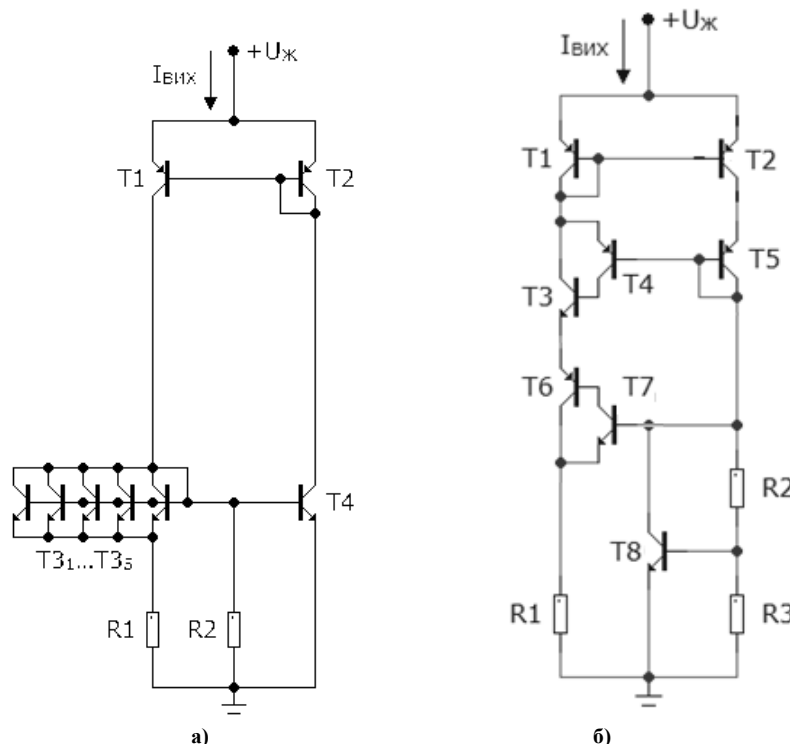 +Uж
Iвих
T1
T2
T4
T3₁...T3₅
R1
R2
а)
+Uж
Iвих
T1
T2
T4
T5
T3
T6
T7
R2
T8
R1
R3
б)